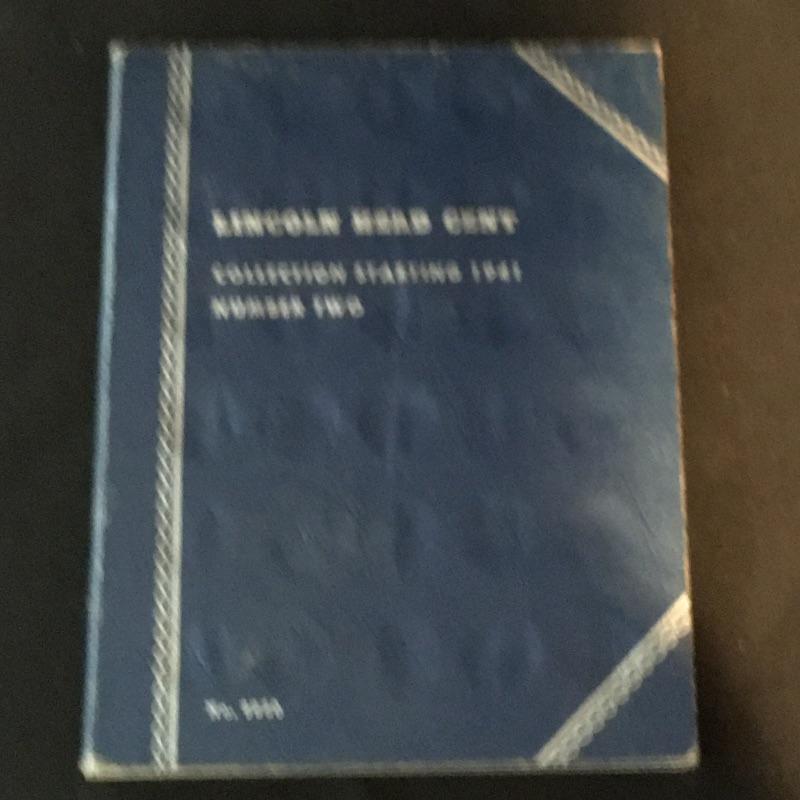 LINCOLN HEAD CENT
COLLECTION STARTING 1941
NUMBER TWO
No.